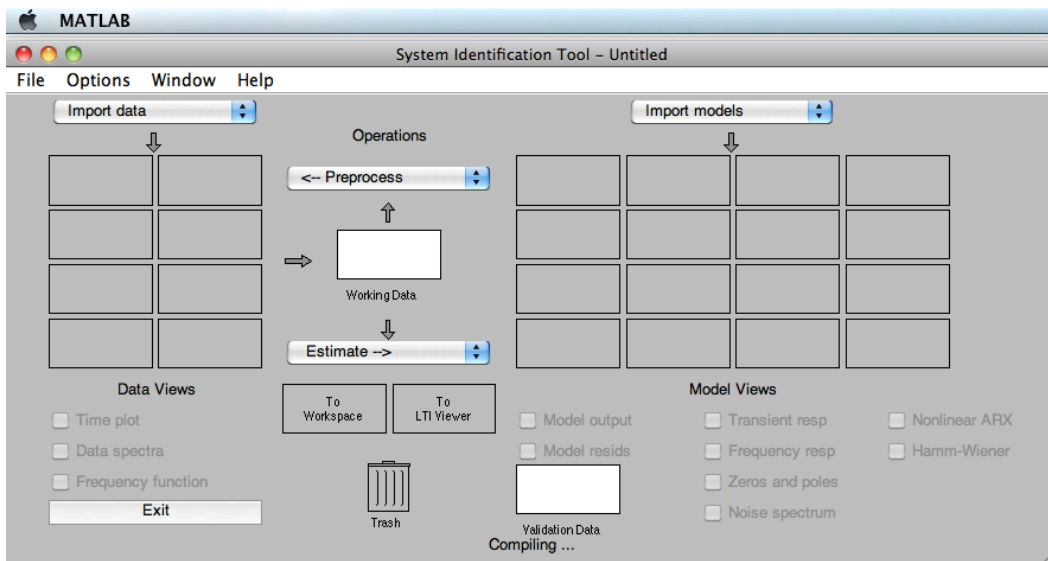 MATLAB
System Identification Tool – Untitled
File Options Window Help
Import data
Import models
Operations
<-- Preprocess
Working Data
Estimate -->
Data Views
Time plot
Data spectra
Frequency function
Exit
To
Workspace
To
LTI Viewer
Trash
Model Views
Model output
Model resids
Transient resp
Frequency resp
Zeros and poles
Noise spectrum
Nonlinear ARX
Hamm-Wiener
Validation Data
Compiling ...